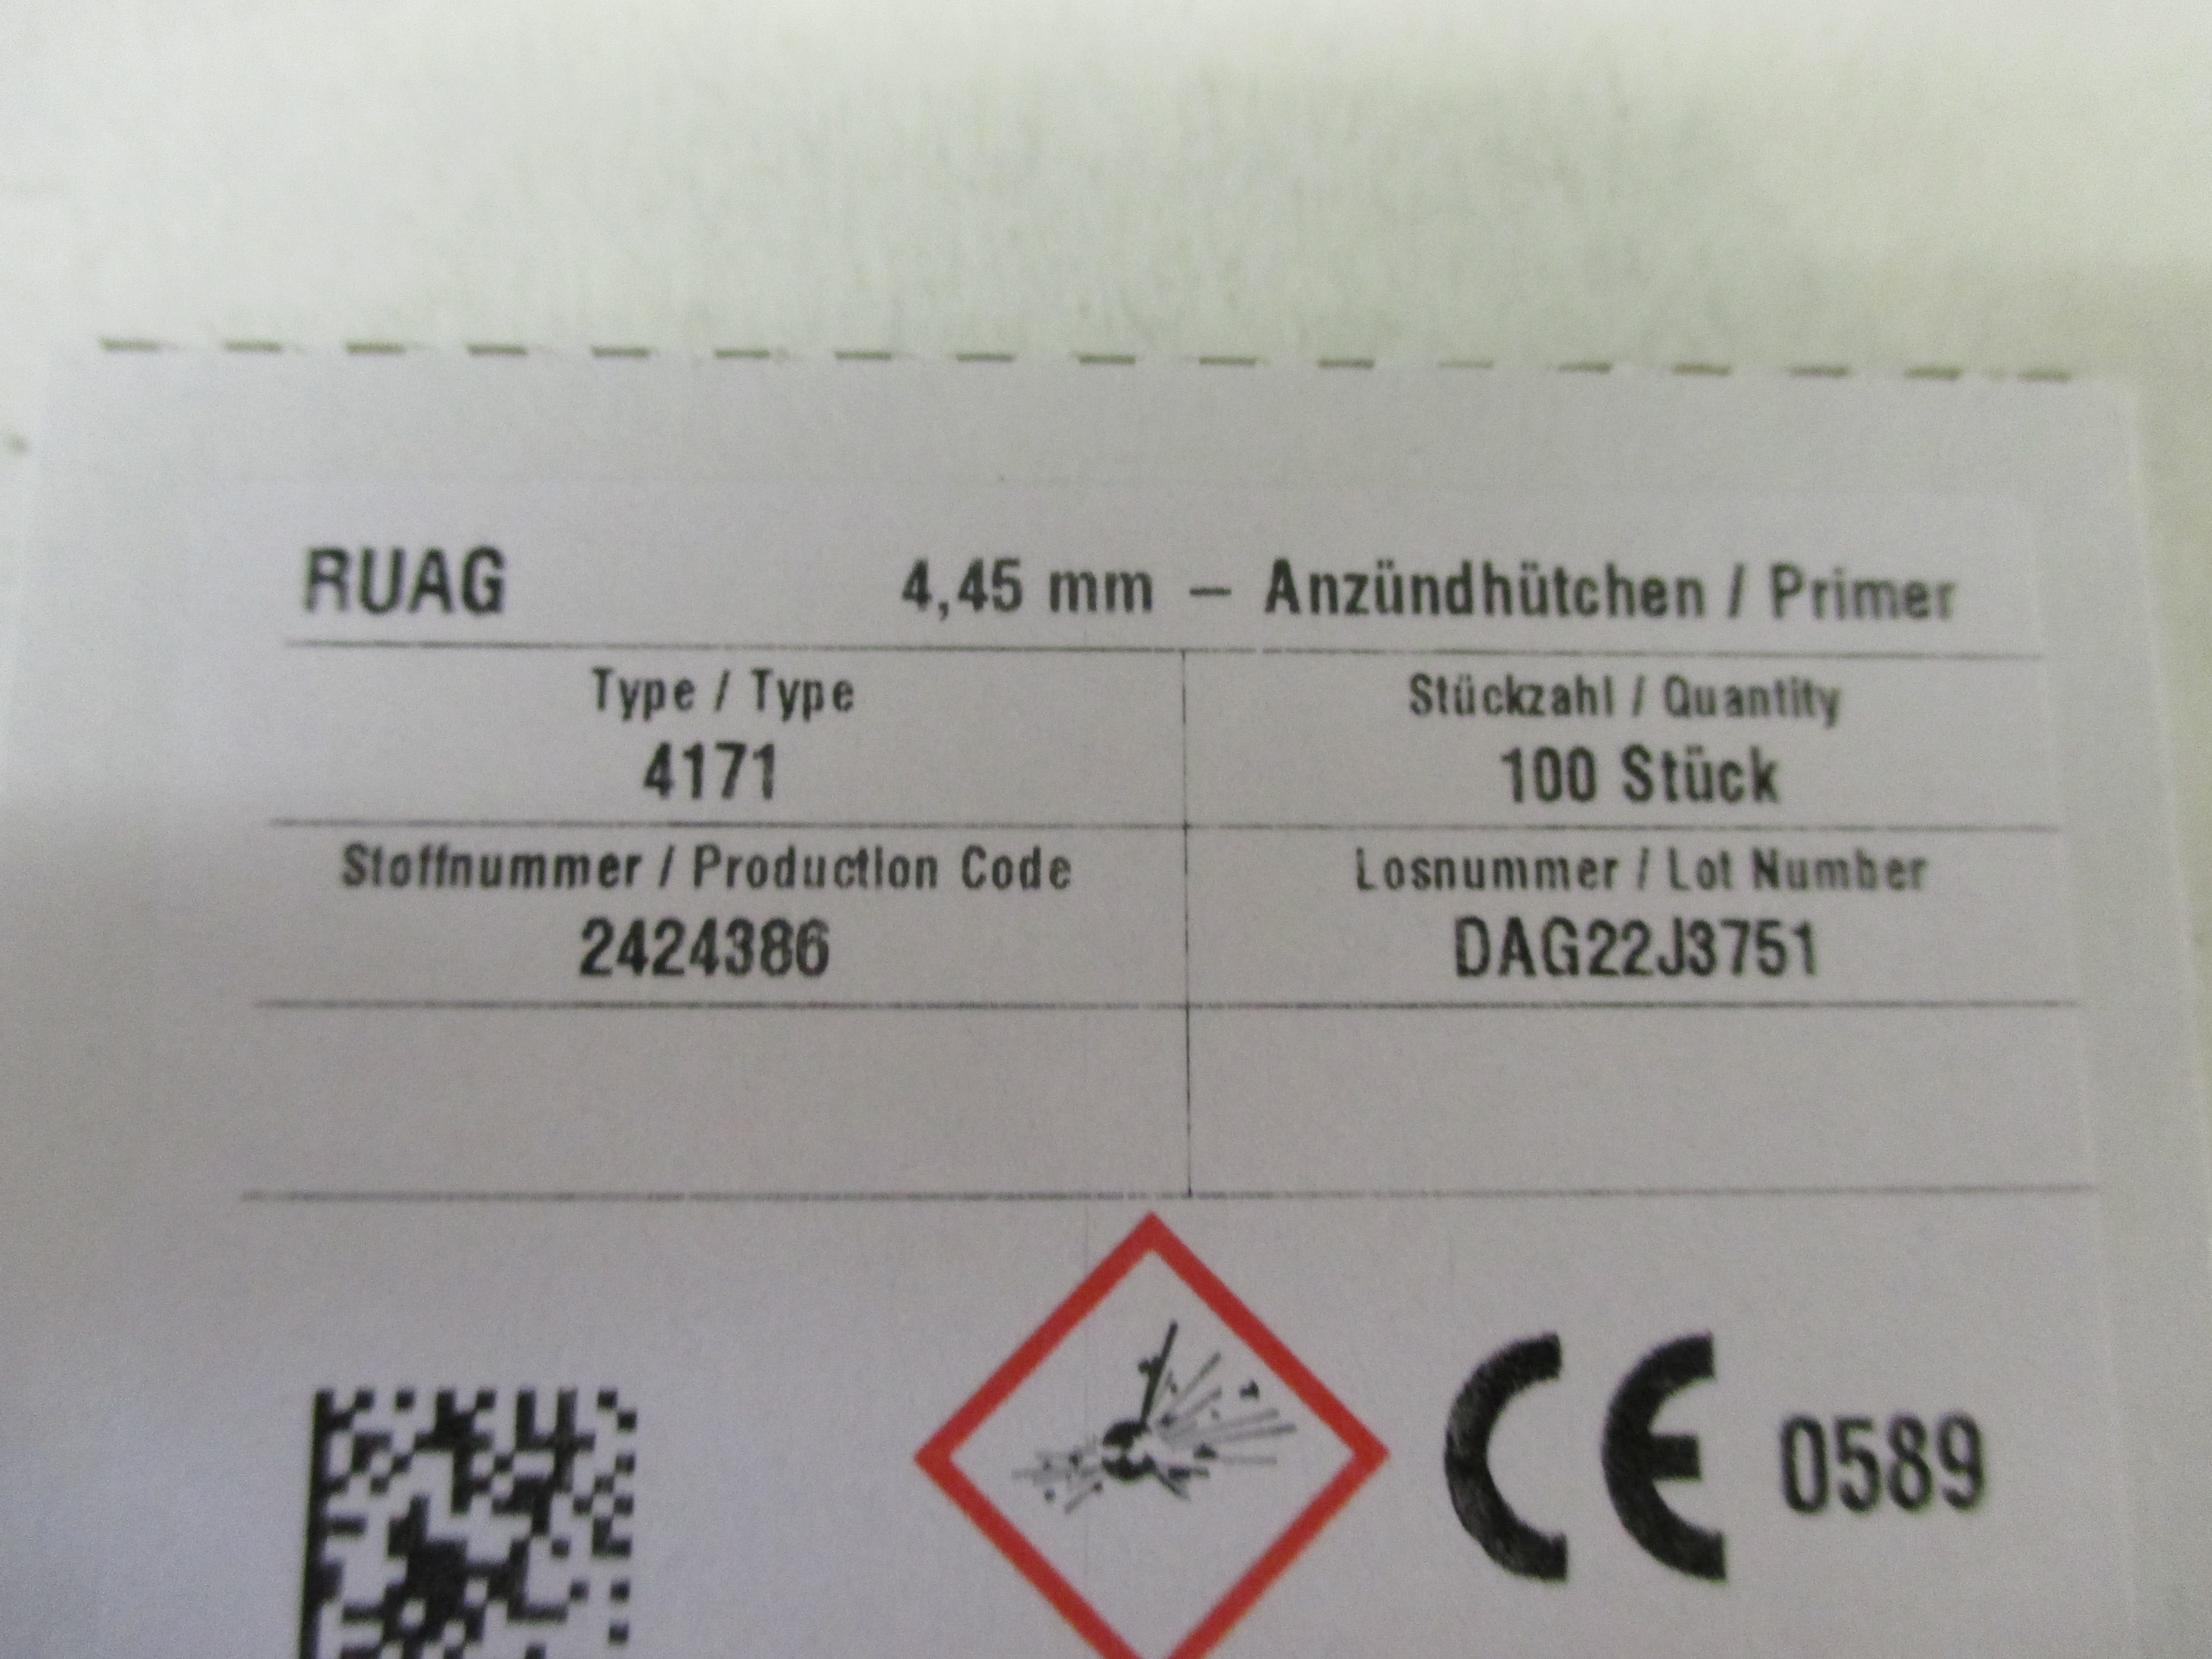 RUAG 4,45 mm – Anzündhütchen / Primer
Type / Type Stückzahl / Quantity
4171 100 Stück
Stoffnummer / Production Code Losnummer / Lot Number
2424386 DAG22J3751
CE 0589